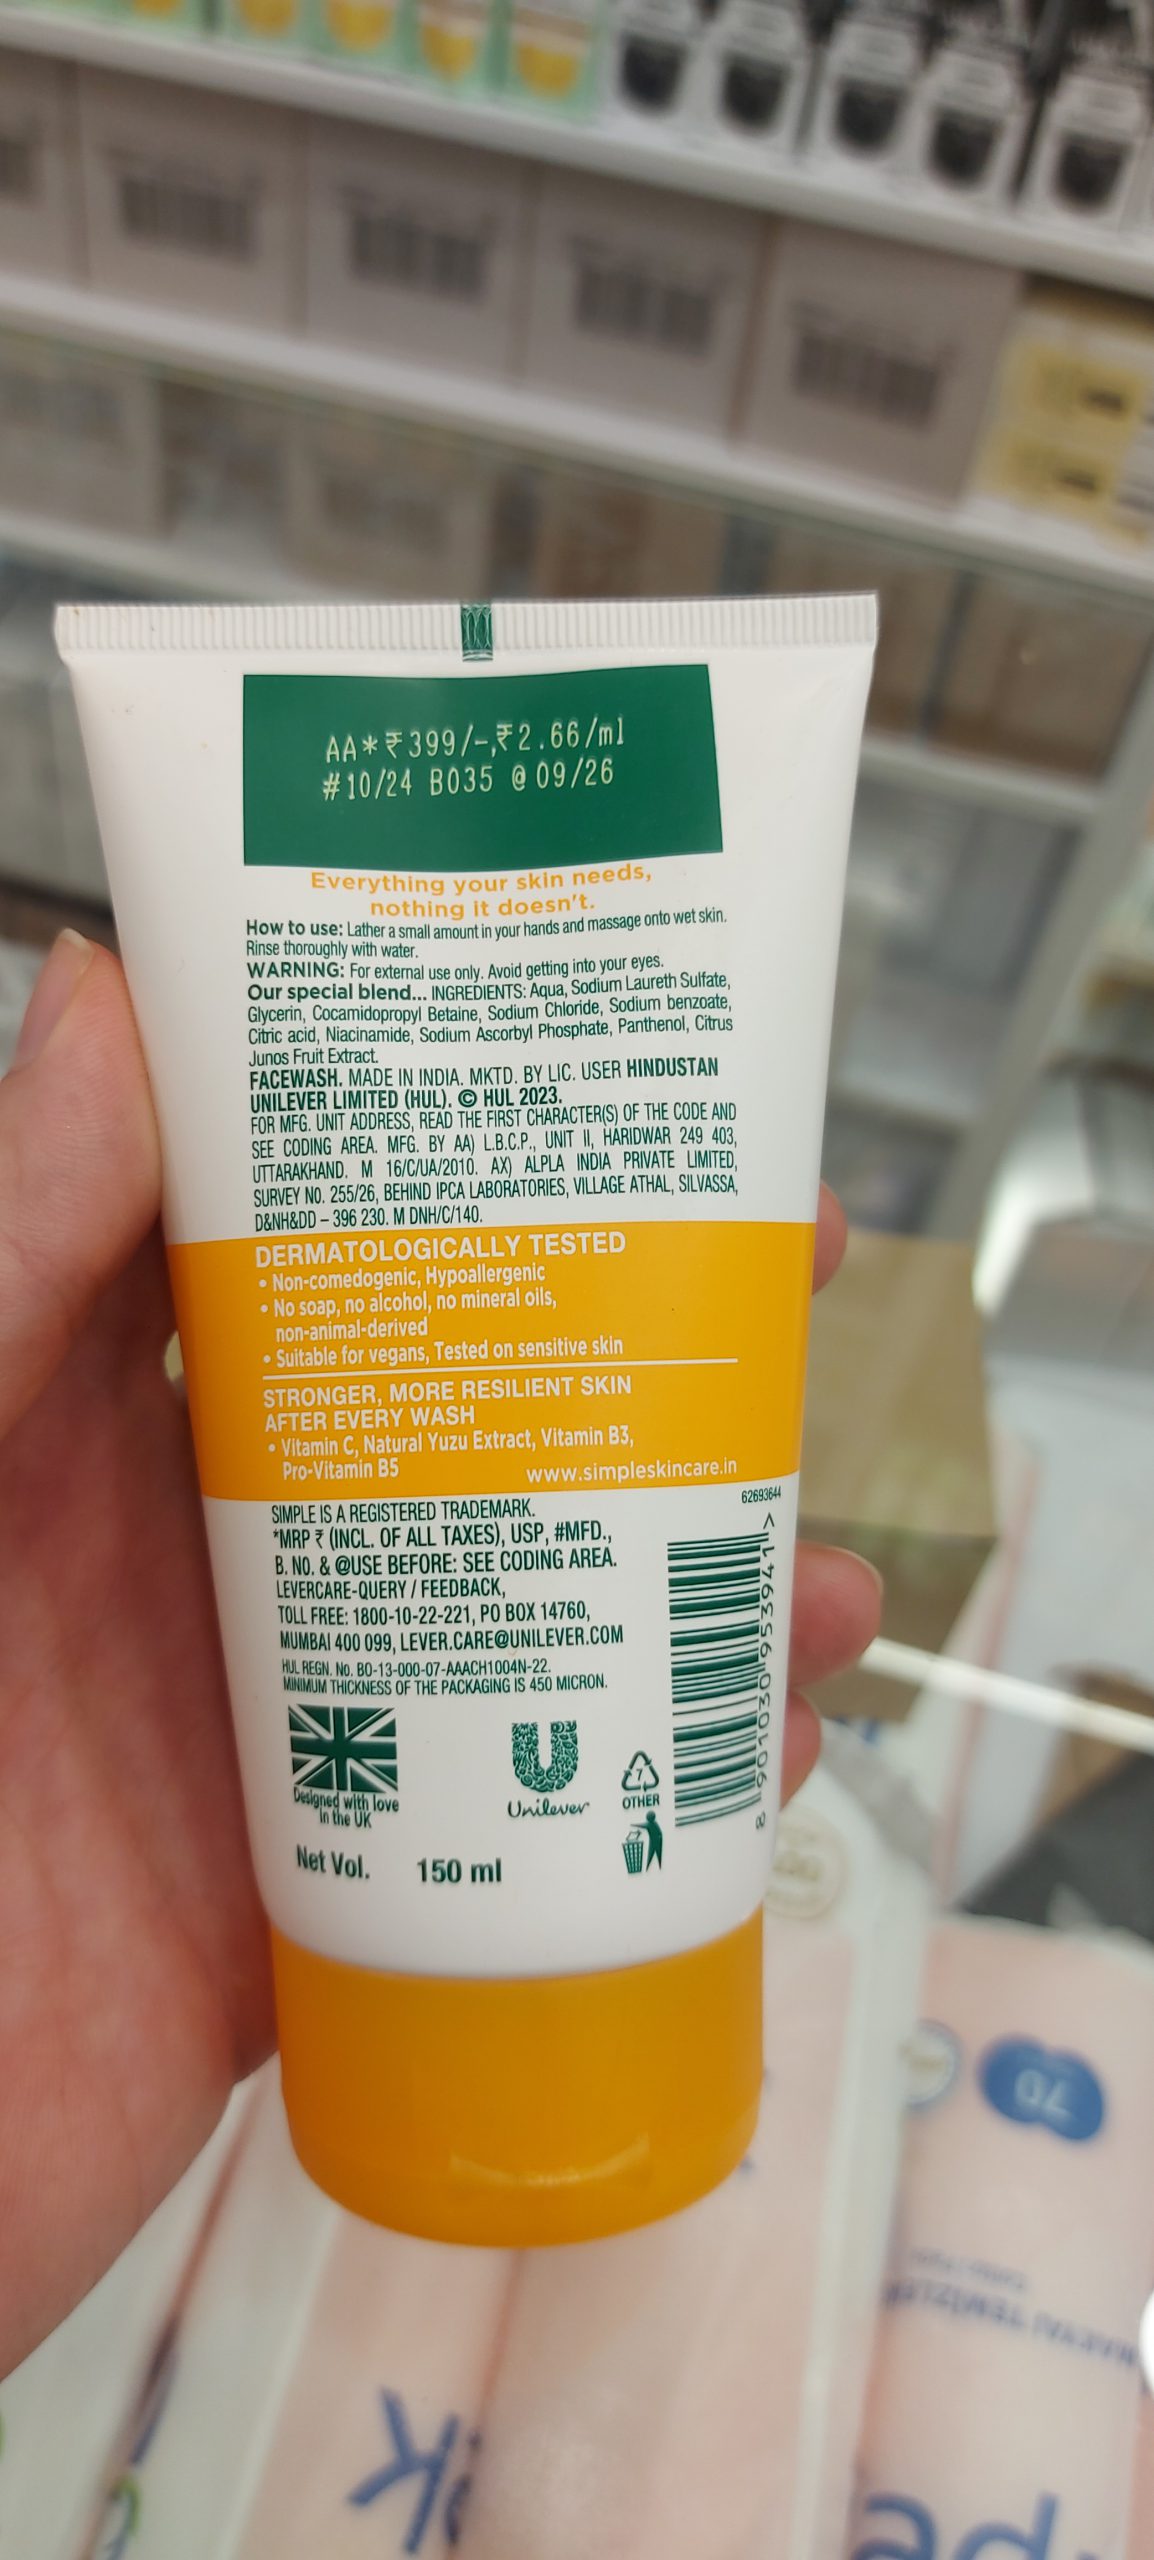 AA*₹399/-,₹2.66/ml
#10/24 B035 @09/26
Everything your skin needs,
nothing it doesn't.
How to use: Lather a small amount in your hands and massage onto wet skin.
Rinse thoroughly with water.
WARNING: For external use only. Avoid getting into your eyes.
Our special blend... INGREDIENTS: Aqua, Sodium Laureth Sulfate,
Glycerin, Cocamidopropyl Betaine, Sodium Chloride, Sodium benzoate,
Citric acid, Niacinamide, Sodium Ascorbyl Phosphate, Panthenol, Citrus
Junos Fruit Extract.
FACEWASH. MADE IN INDIA. MKTD. BY LIC. USER HINDUSTAN
UNILEVER LIMITED (HUL). © HUL 2023.
FOR MFG. UNIT ADDRESS, READ THE FIRST CHARACTER(S) OF THE CODE AND
SEE CODING AREA. MFG. BY AA) L.B.C.P., UNIT II, HARIDWAR 249 403,
UTTARAKHAND. M 16/C/UA/2010. AX) ALPLA INDIA PRIVATE LIMITED,
SURVEY NO. 255/26, BEHIND IPCA LABORATORIES, VILLAGE ATHAL, SILVASSA,
D&NH&DD – 396 230. M DNH/C/140.
DERMATOLOGICALLY TESTED
• Non-comedogenic, Hypoallergenic
• No soap, no alcohol, no mineral oils,
non-animal-derived
• Suitable for vegans, Tested on sensitive skin
STRONGER, MORE RESILIENT SKIN
AFTER EVERY WASH
• Vitamin C, Natural Yuzu Extract, Vitamin B3,
Pro-Vitamin B5
www.simpleskincare.in
62693644
SIMPLE IS A REGISTERED TRADEMARK.
*MRP ₹ (INCL. OF ALL TAXES), USP, #MFD.,
B. NO. & @USE BEFORE: SEE CODING AREA.
LEVERCARE-QUERY / FEEDBACK,
TOLL FREE: 1800-10-22-221, PO BOX 14760,
MUMBAI 400 099, LEVER.CARE@UNILEVER.COM
HUL REGN. No. BO-13-000-07-AAACH1004N-22.
MINIMUM THICKNESS OF THE PACKAGING IS 450 MICRON.
8 901030 953941 >
Designed with love
In the UK
Unilever
7
OTHER
Net Vol. 150 ml
70